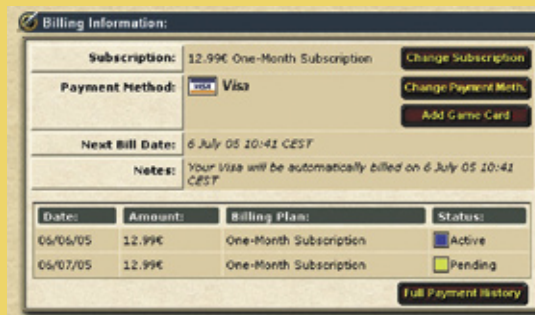 Billing Information:
Subscription: 12.99€ One-Month Subscription Change Subscription
Payment Method: VISA Visa Change Payment Meth.
Add Game Card
Next Bill Date: 6 July 05 10:41 CEST
Notes: Your Visa will be automatically billed on 6 July 05 10:41
CEST
Date: Amount: Billing Plan: Status:
06/06/05 12.99€ One-Month Subscription Active
06/07/05 12.99€ One-Month Subscription Pending
Full Payment History